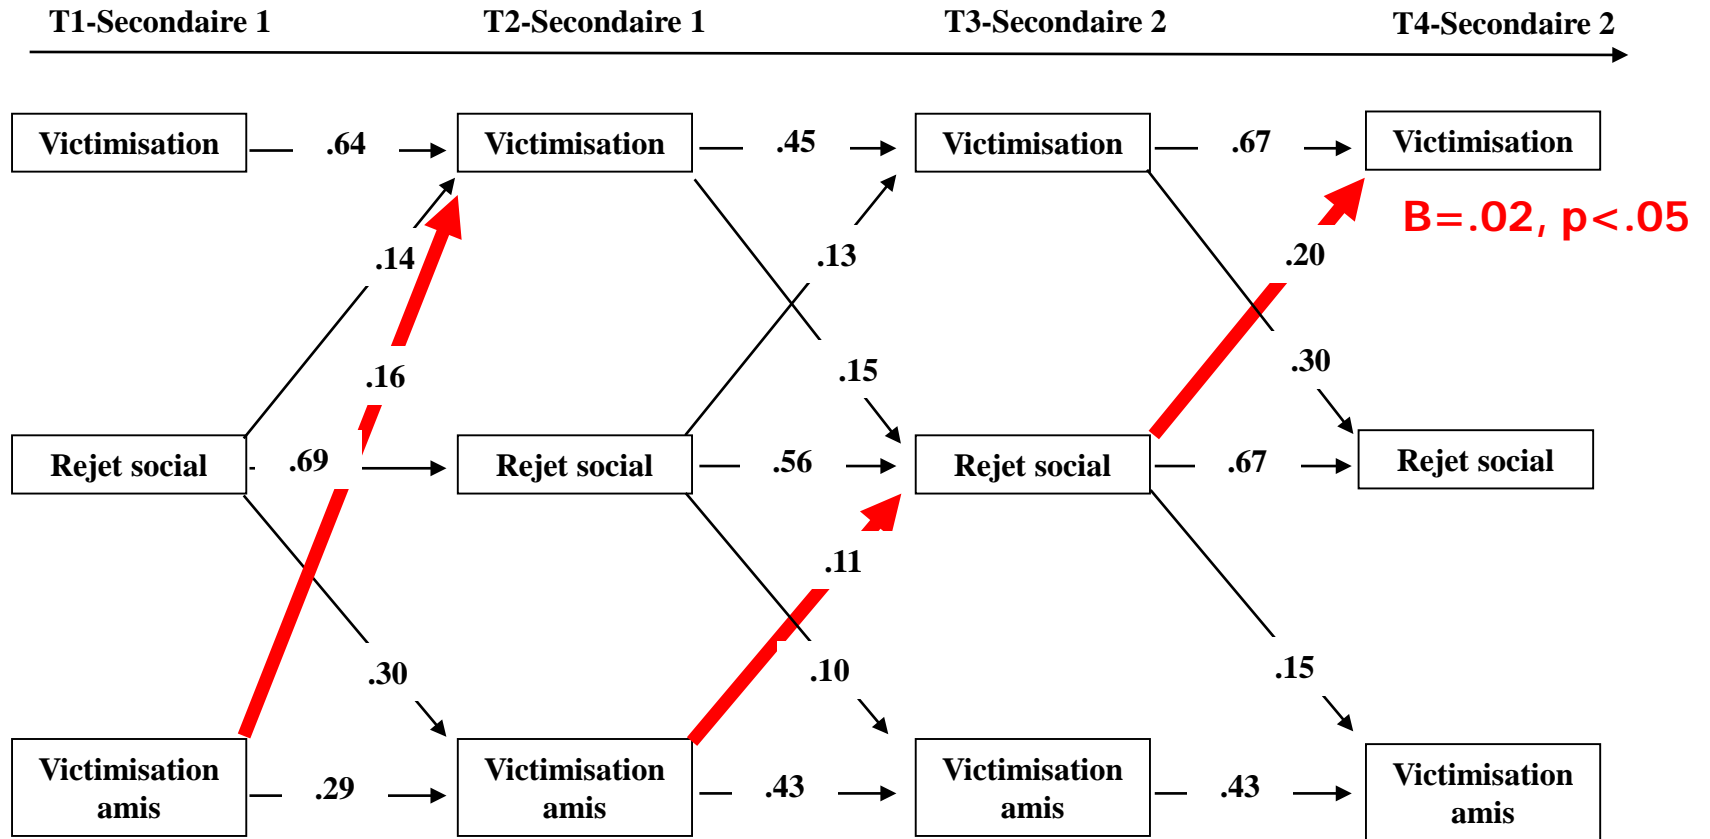 T1-Secondaire 1 T2-Secondaire 1 T3-Secondaire 2 T4-Secondaire 2
Victimisation .64 Victimisation .45 Victimisation .67 Victimisation
B=.02, p<.05
.14 .13 .20
.16 .15 .30
Rejet social .69 Rejet social .56 Rejet social .67 Rejet social
.11
.30 .10 .15
Victimisation amis .29 Victimisation amis .43 Victimisation amis .43 Victimisation amis